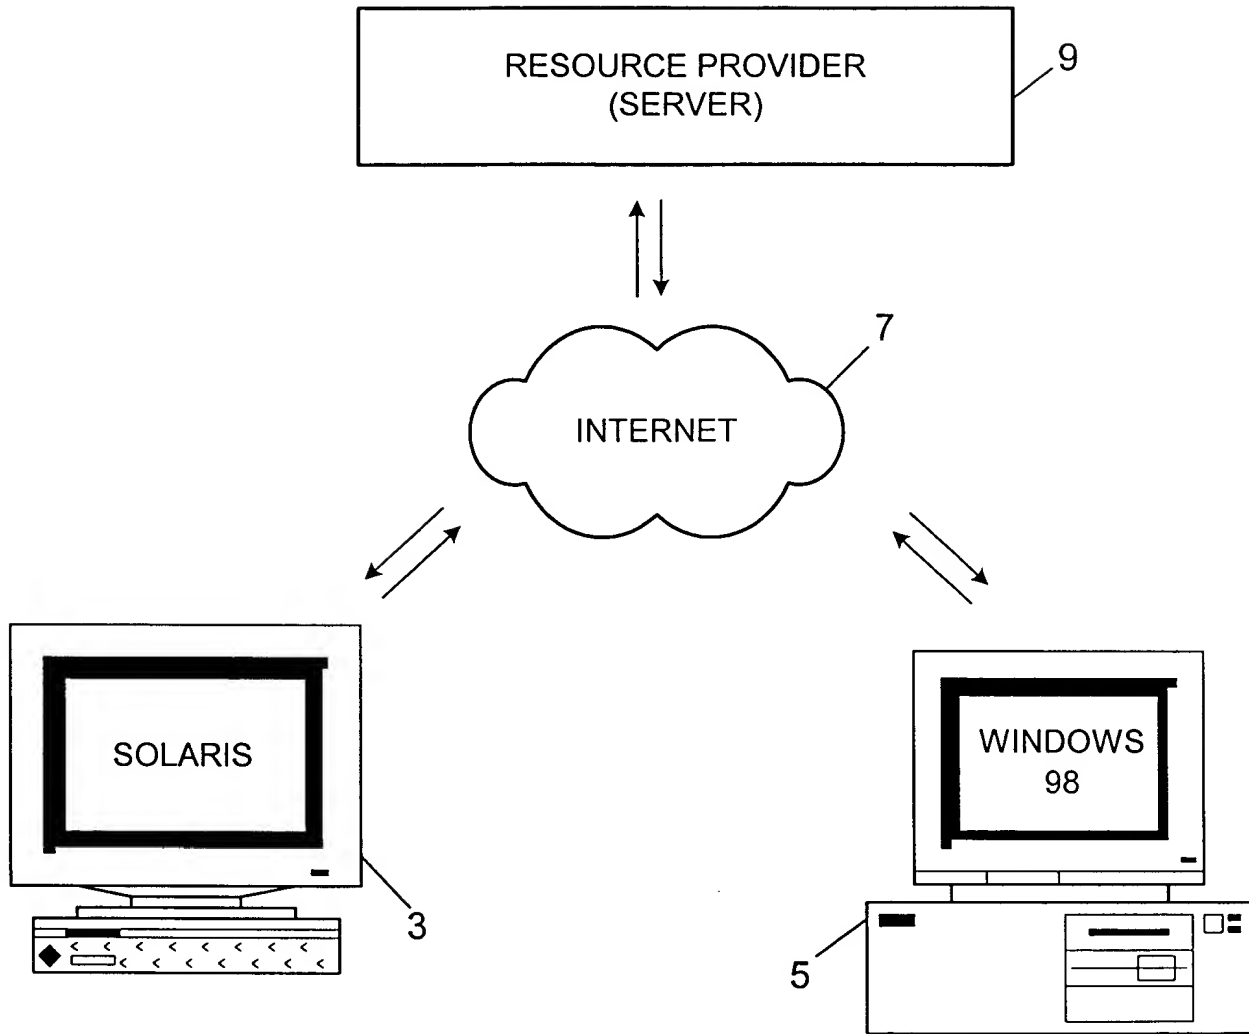 RESOURCE PROVIDER
(SERVER)
9
7
INTERNET
SOLARIS
WINDOWS
98
3
5